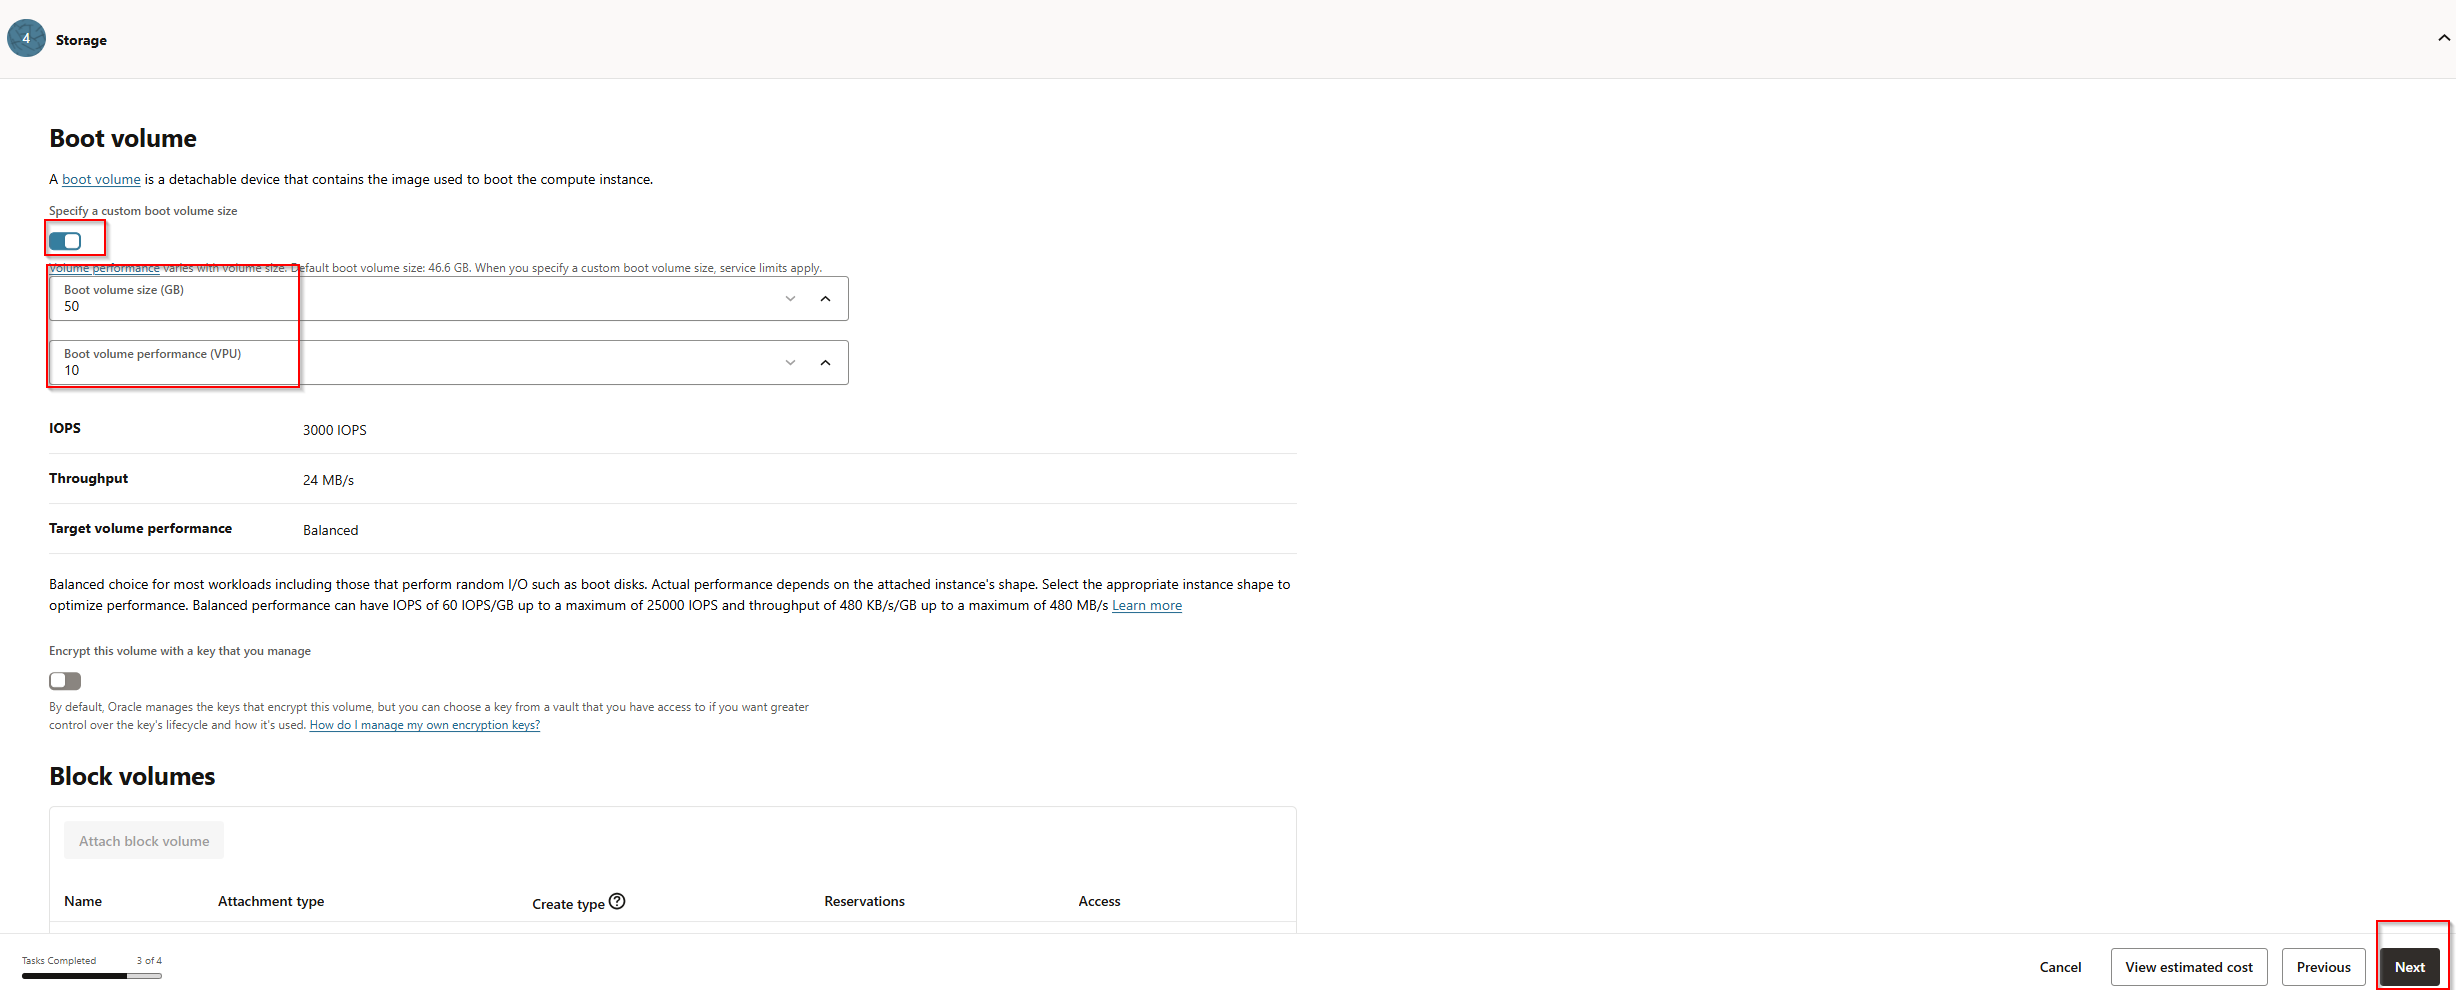 4
Storage
Boot volume
A boot volume is a detachable device that contains the image used to boot the compute instance.
Specify a custom boot volume size
Volume performance varies with volume size. Default boot volume size: 46.6 GB. When you specify a custom boot volume size, service limits apply.
Boot volume size (GB)
50
Boot volume performance (VPU)
10
IOPS 3000 IOPS
Throughput 24 MB/s
Target volume performance Balanced
Balanced choice for most workloads including those that perform random I/O such as boot disks. Actual performance depends on the attached instance's shape. Select the appropriate instance shape to
optimize performance. Balanced performance can have IOPS of 60 IOPS/GB up to a maximum of 25000 IOPS and throughput of 480 KB/s/GB up to a maximum of 480 MB/s Learn more
Encrypt this volume with a key that you manage
By default, Oracle manages the keys that encrypt this volume, but you can choose a key from a vault that you have access to if you want greater
control over the key's lifecycle and how it's used. How do I manage my own encryption keys?
Block volumes
Attach block volume
Name Attachment type Create type ? Reservations Access
Tasks Completed 3 of 4
Cancel View estimated cost Previous Next